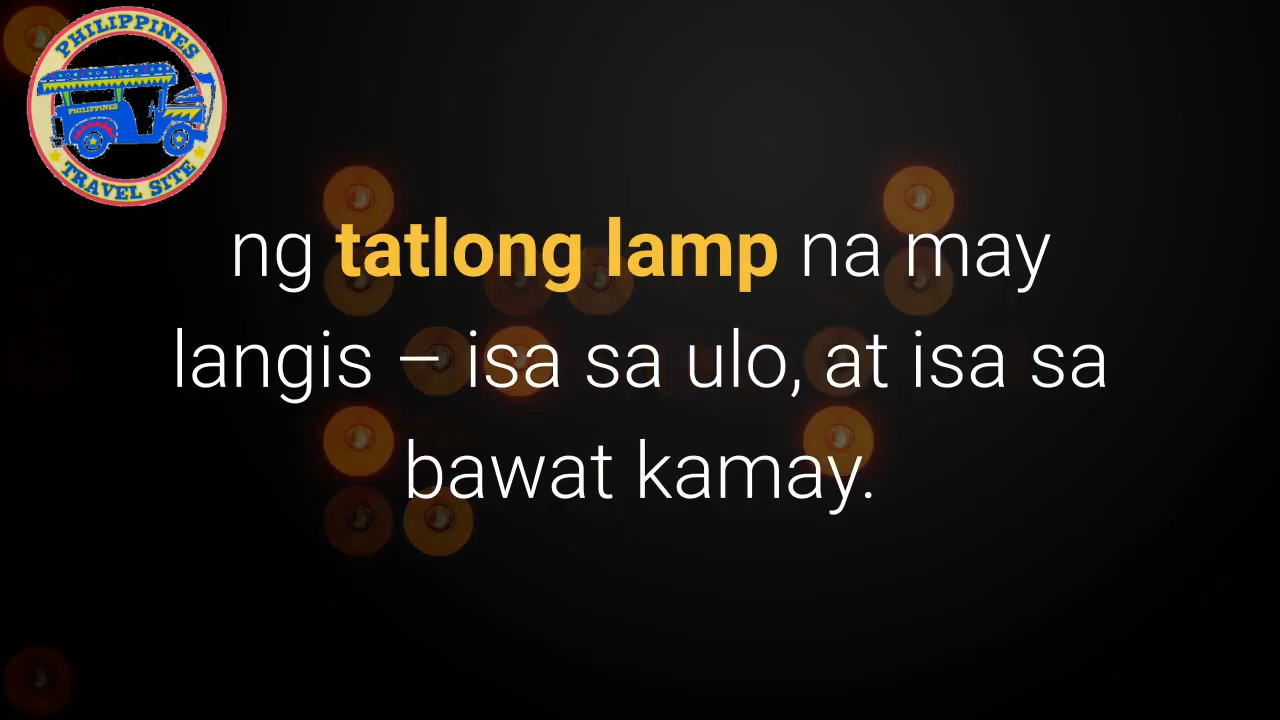 PHILIPPINES
PHILIPPINES
TRAVEL SITE
ng tatlong lamp na may
langis – isa sa ulo, at isa sa
bawat kamay.